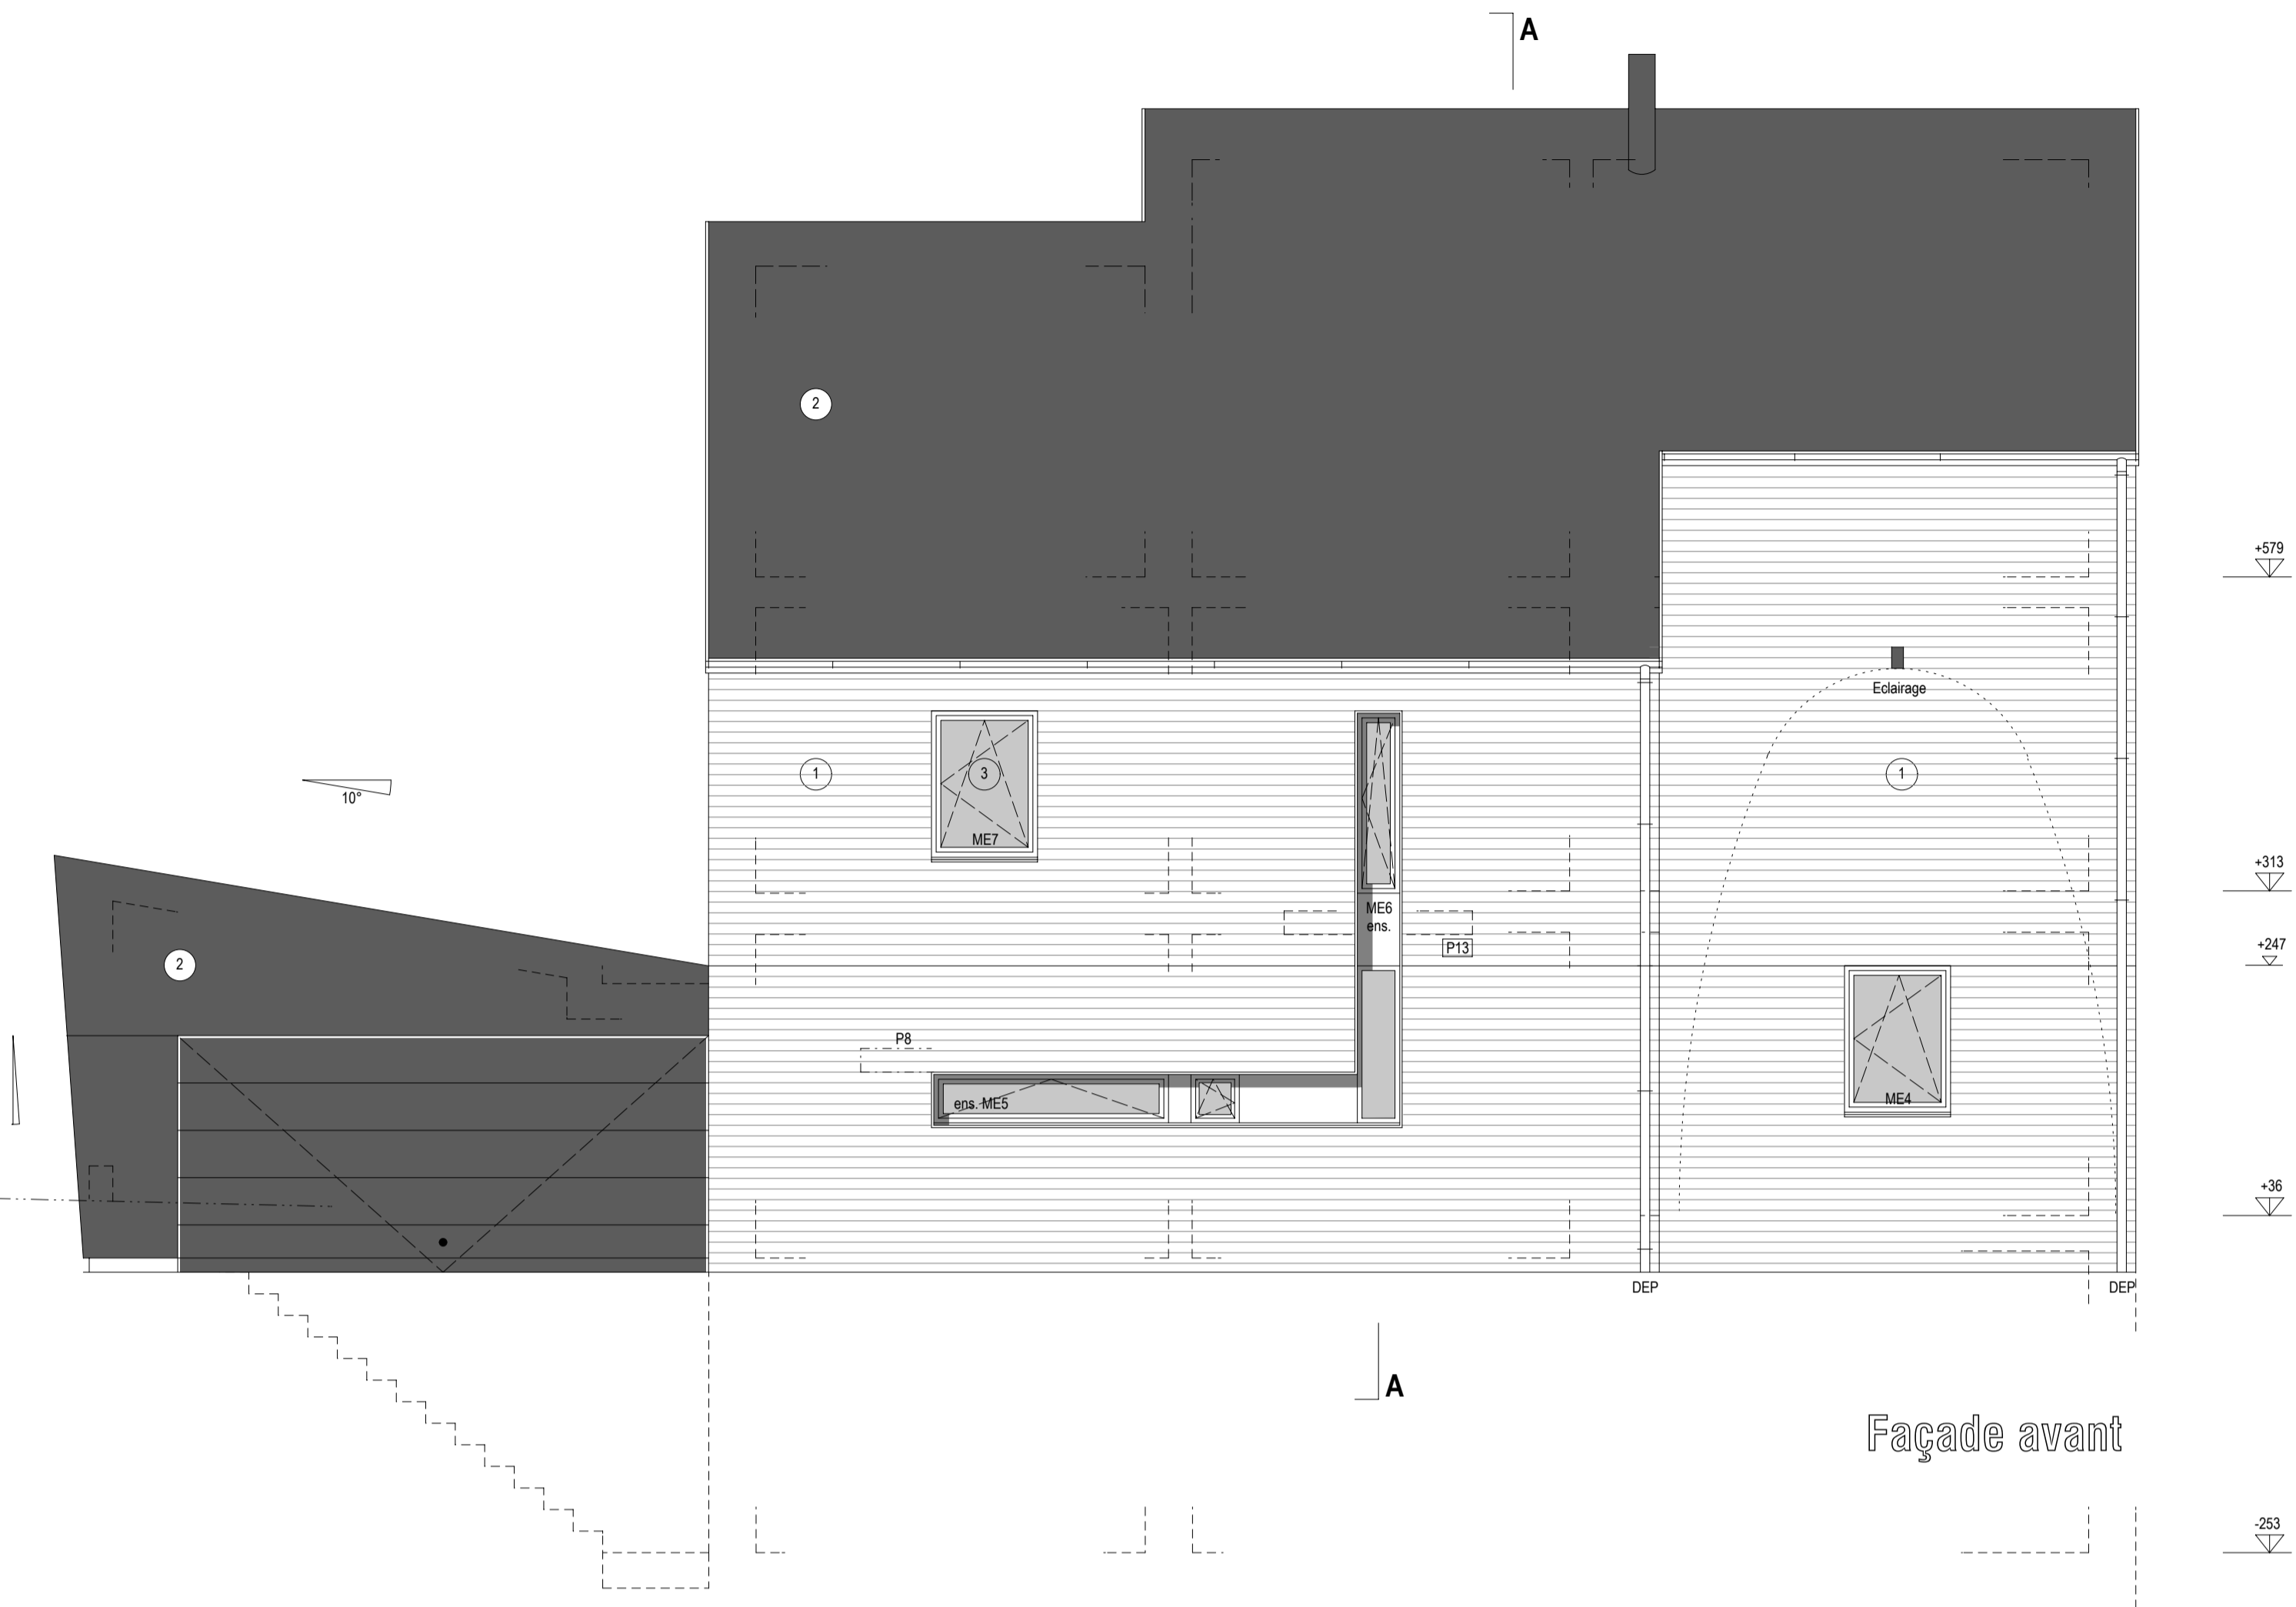 A
2
+579
Eclairage
1
3
1
10°
ME7
+313
ME6
ens.
P13
+247
2
P8
ens. ME5
ME4
+36
DEP
DEP
A
Façade avant
-253